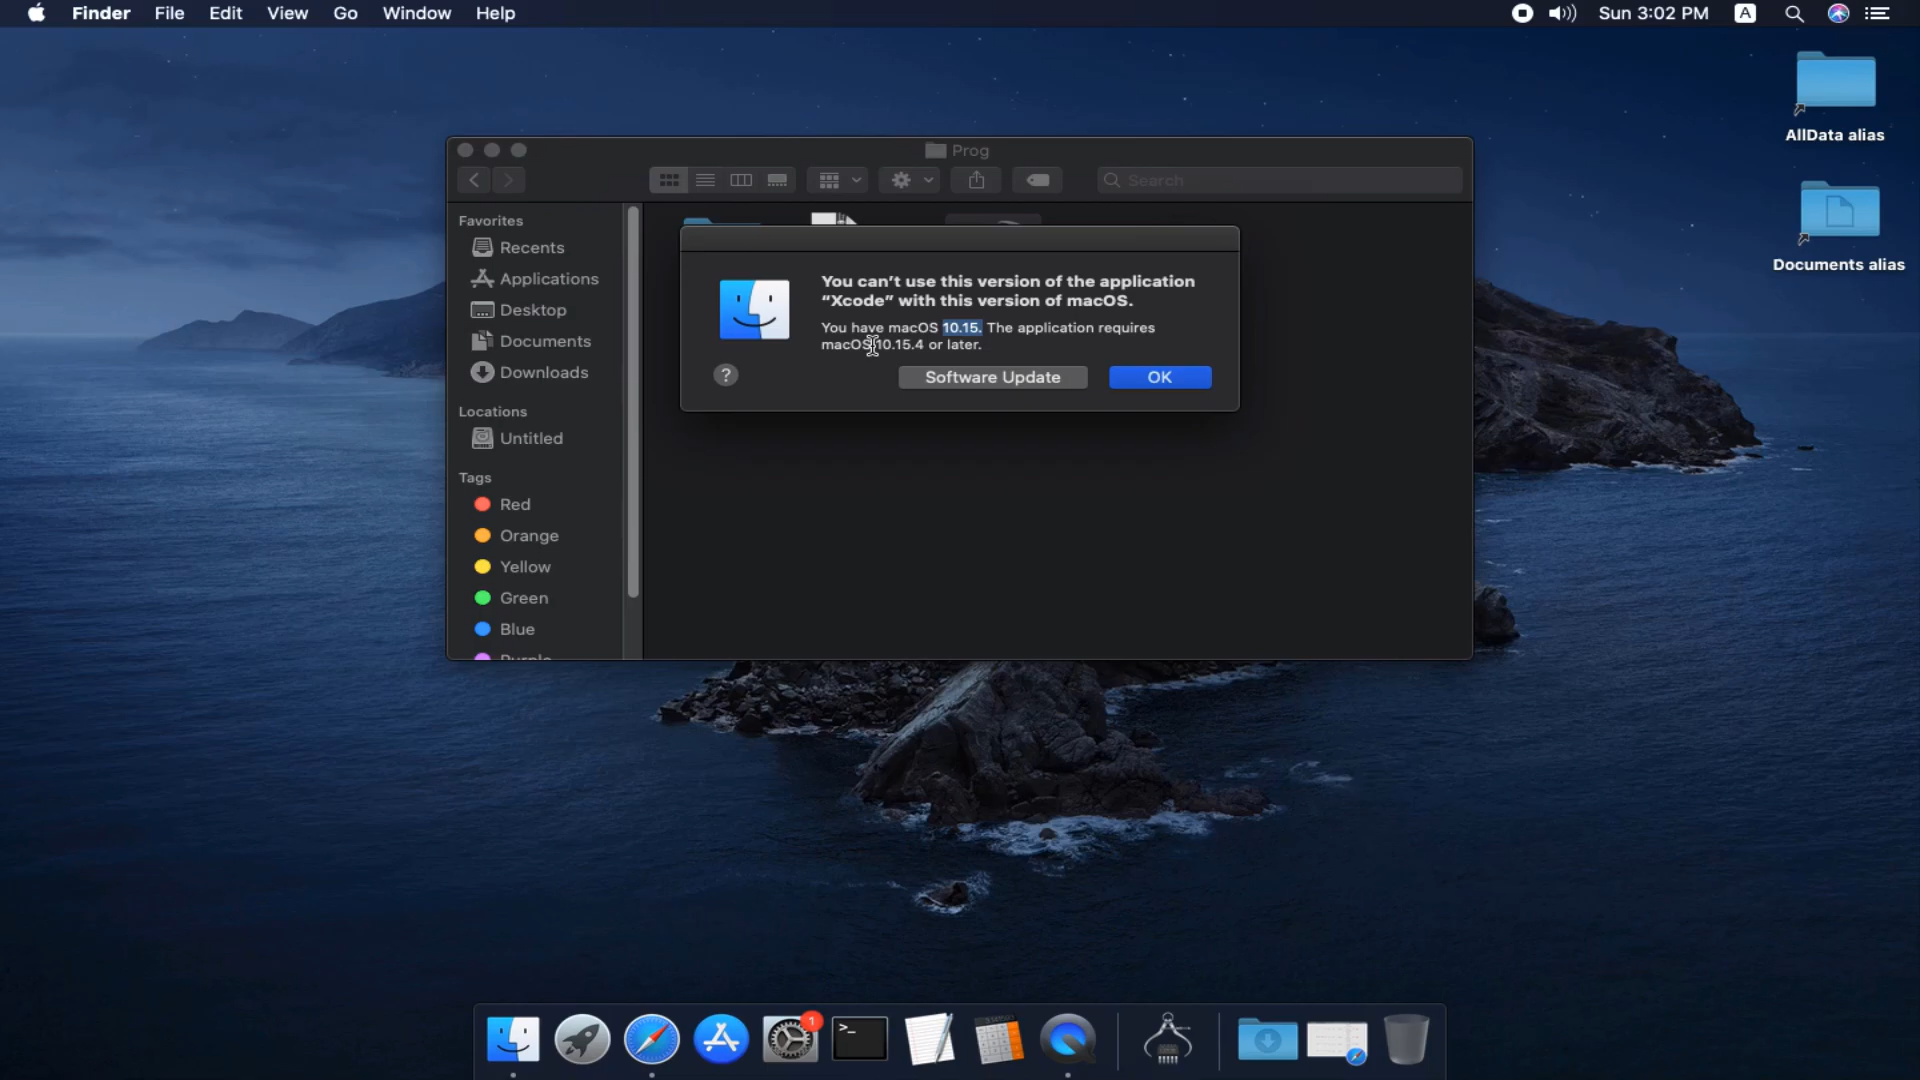 Finder File Edit View Go Window Help
Sun 3:02 PM A
AllData alias
Documents alias
Prog
Search
Favorites
Recents
Applications
Desktop
Documents
Downloads
Locations
Untitled
Tags
Red
Orange
Yellow
Green
Blue
Purple
You can't use this version of the application
“Xcode” with this version of macOS.
You have macOS 10.15. The application requires
macOS 10.15.4 or later.
?
Software Update
OK
1
>_